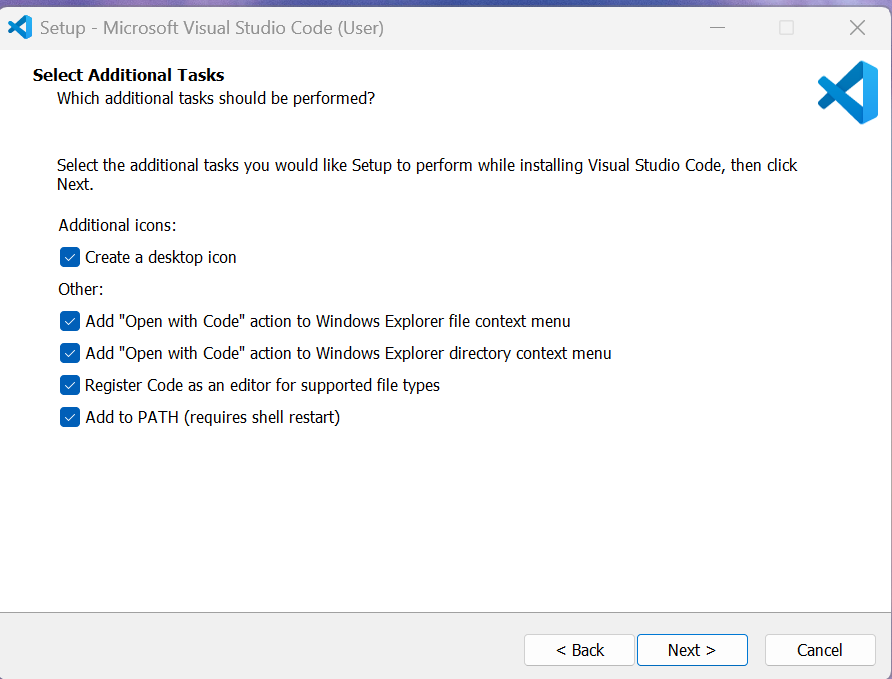 Setup - Microsoft Visual Studio Code (User)
Select Additional Tasks
Which additional tasks should be performed?
Select the additional tasks you would like Setup to perform while installing Visual Studio Code, then click
Next.
Additional icons:
Create a desktop icon
Other:
Add "Open with Code" action to Windows Explorer file context menu
Add "Open with Code" action to Windows Explorer directory context menu
Register Code as an editor for supported file types
Add to PATH (requires shell restart)
< Back Next > Cancel